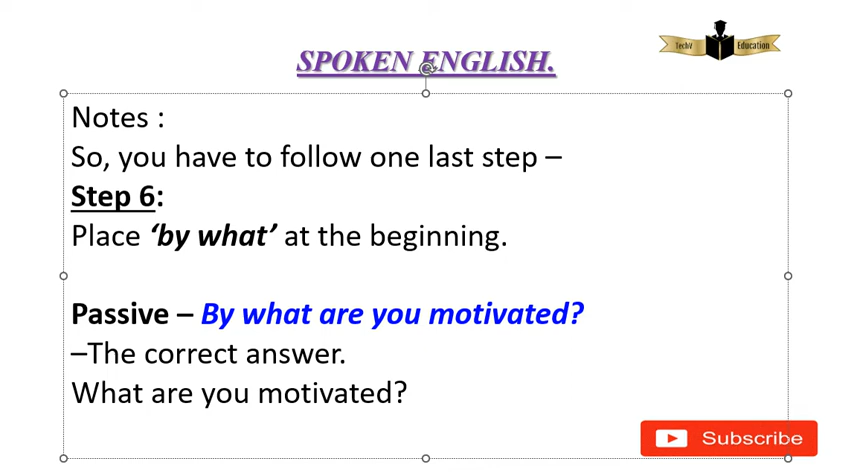 SPOKEN ENGLISH.
TechV Education
Notes :
So, you have to follow one last step –
Step 6:
Place ‘by what’ at the beginning.
Passive – By what are you motivated?
–The correct answer.
What are you motivated?
Subscribe